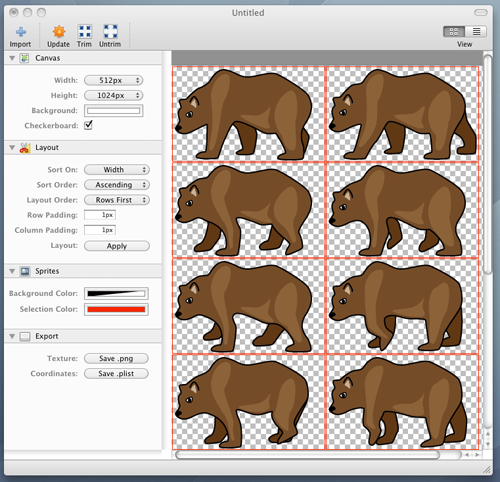 Untitled
Import Update Trim Untrim View
Canvas
Width: 512px
Height: 1024px
Background:
Checkerboard:
Layout
Sort On: Width
Sort Order: Ascending
Layout Order: Rows First
Row Padding: 1px
Column Padding: 1px
Layout: Apply
Sprites
Background Color:
Selection Color:
Export
Texture: Save .png
Coordinates: Save .plist